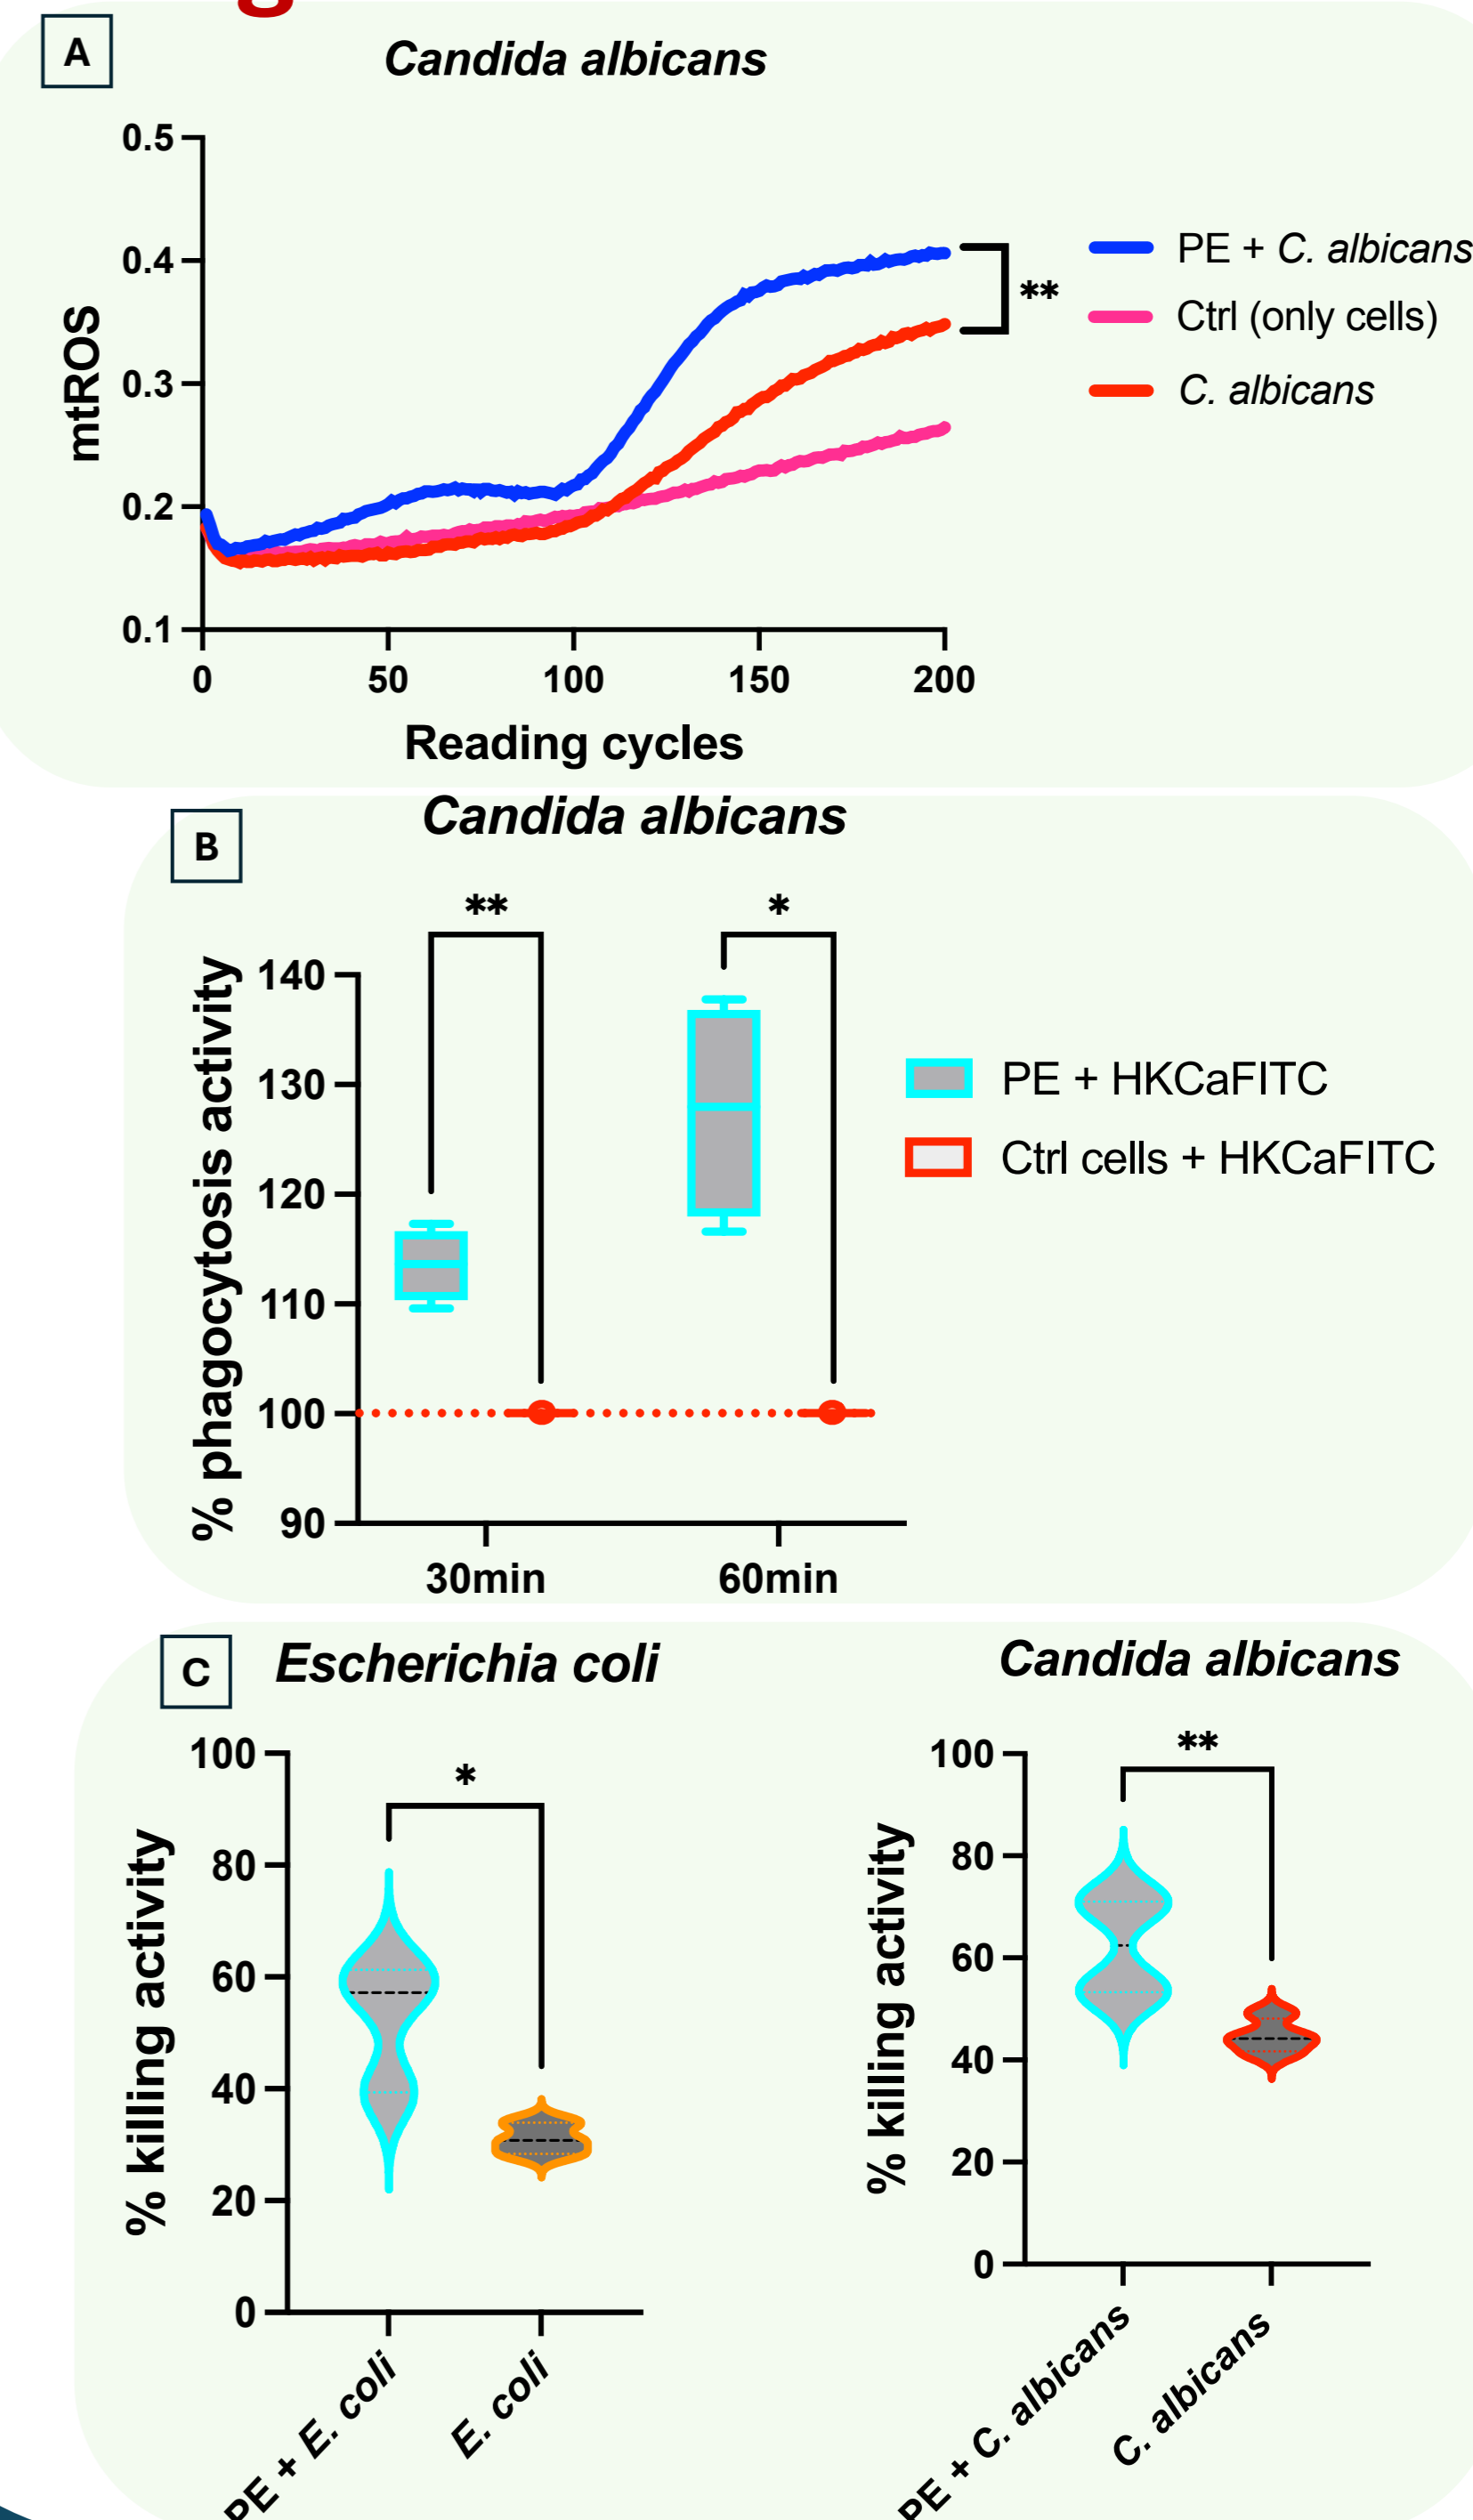 A
Candida albicans
0.5
0.4
0.3
0.2
0.1
mtROS
0 50 100 150 200
Reading cycles
**
PE + C. albicans
Ctrl (only cells)
C. albicans
B
Candida albicans
** *
% phagocytosis activity
140
130
120
110
100
90
30min 60min
PE + HKCaFITC
Ctrl cells + HKCaFITC
C
Escherichia coli
*
% killing activity
100
80
60
40
20
0
PE + E. coli
E. coli
Candida albicans
**
% killing activity
100
80
60
40
20
0
PE + C. albicans
C. albicans